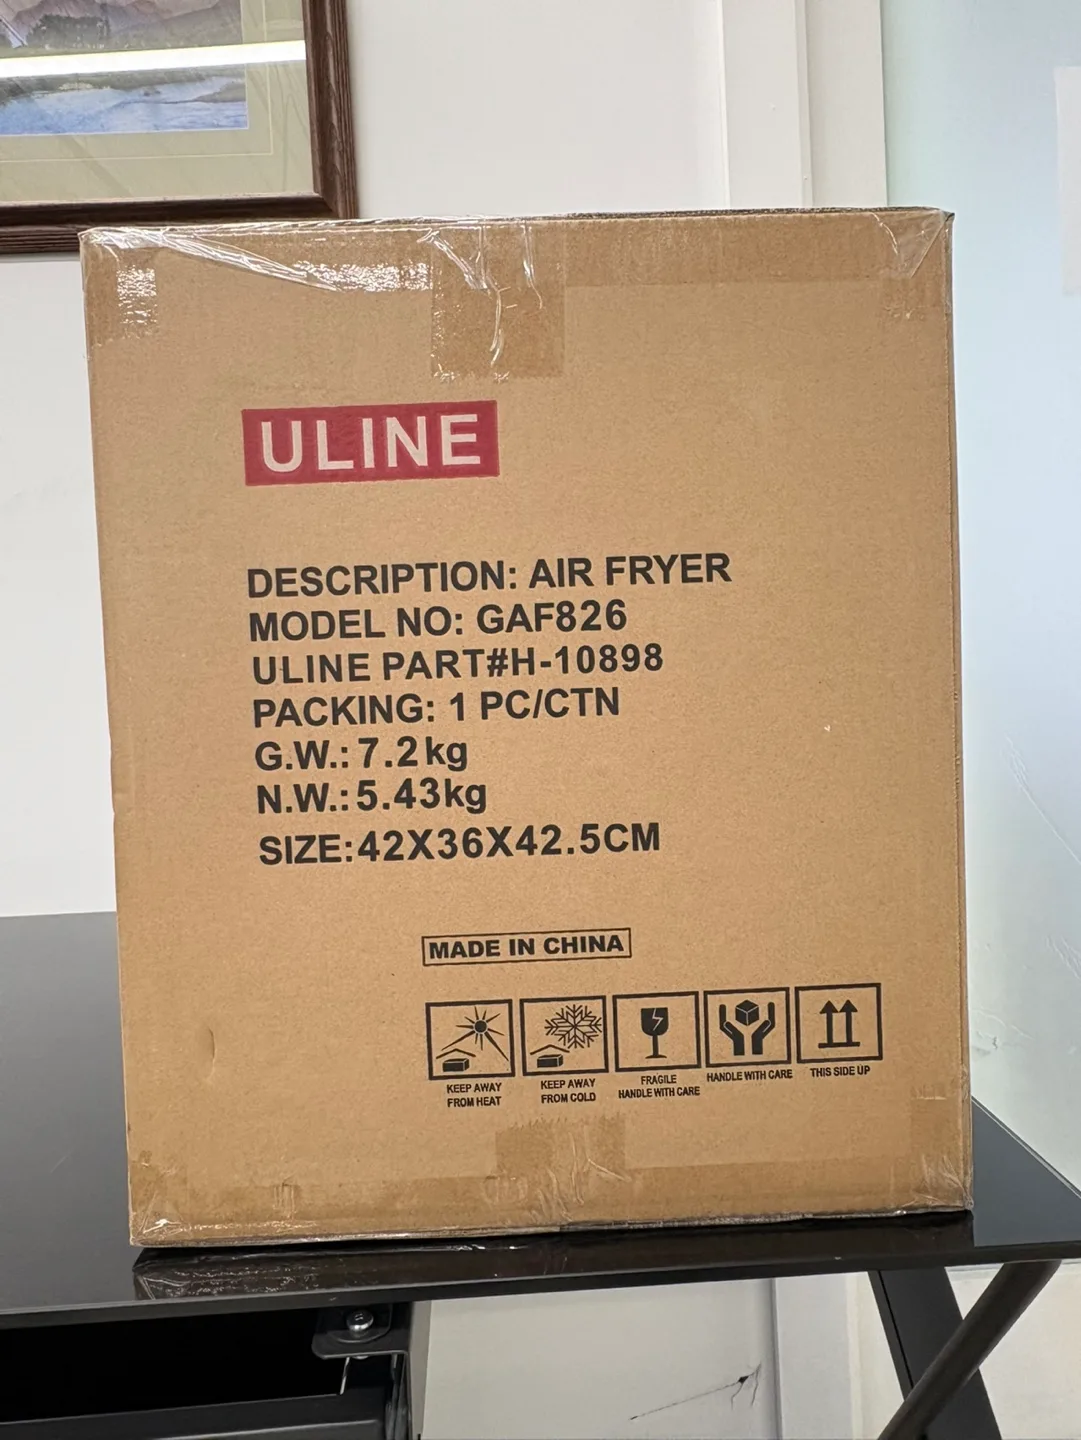 ULINE
DESCRIPTION: AIR FRYER
MODEL NO: GAF826
ULINE PART#H-10898
PACKING: 1 PC/CTN
G.W.: 7.2kg
N.W.: 5.43kg
SIZE:42X36X42.5CM
MADE IN CHINA
KEEP AWAY
FROM HEAT
KEEP AWAY
FROM COLD
FRAGILE
HANDLE WITH CARE
HANDLE WITH CARE
THIS SIDE UP